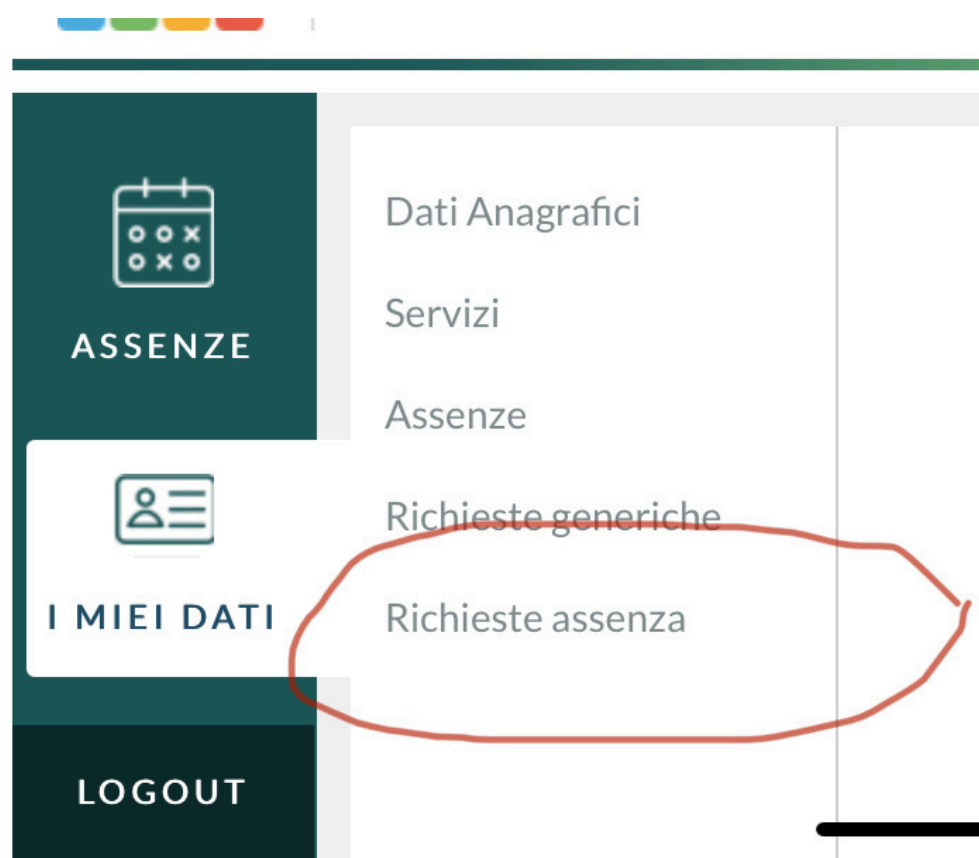 ASSENZE
I MIEI DATI
LOGOUT
Dati Anagrafici
Servizi
Assenze
Richieste generiche
Richieste assenza